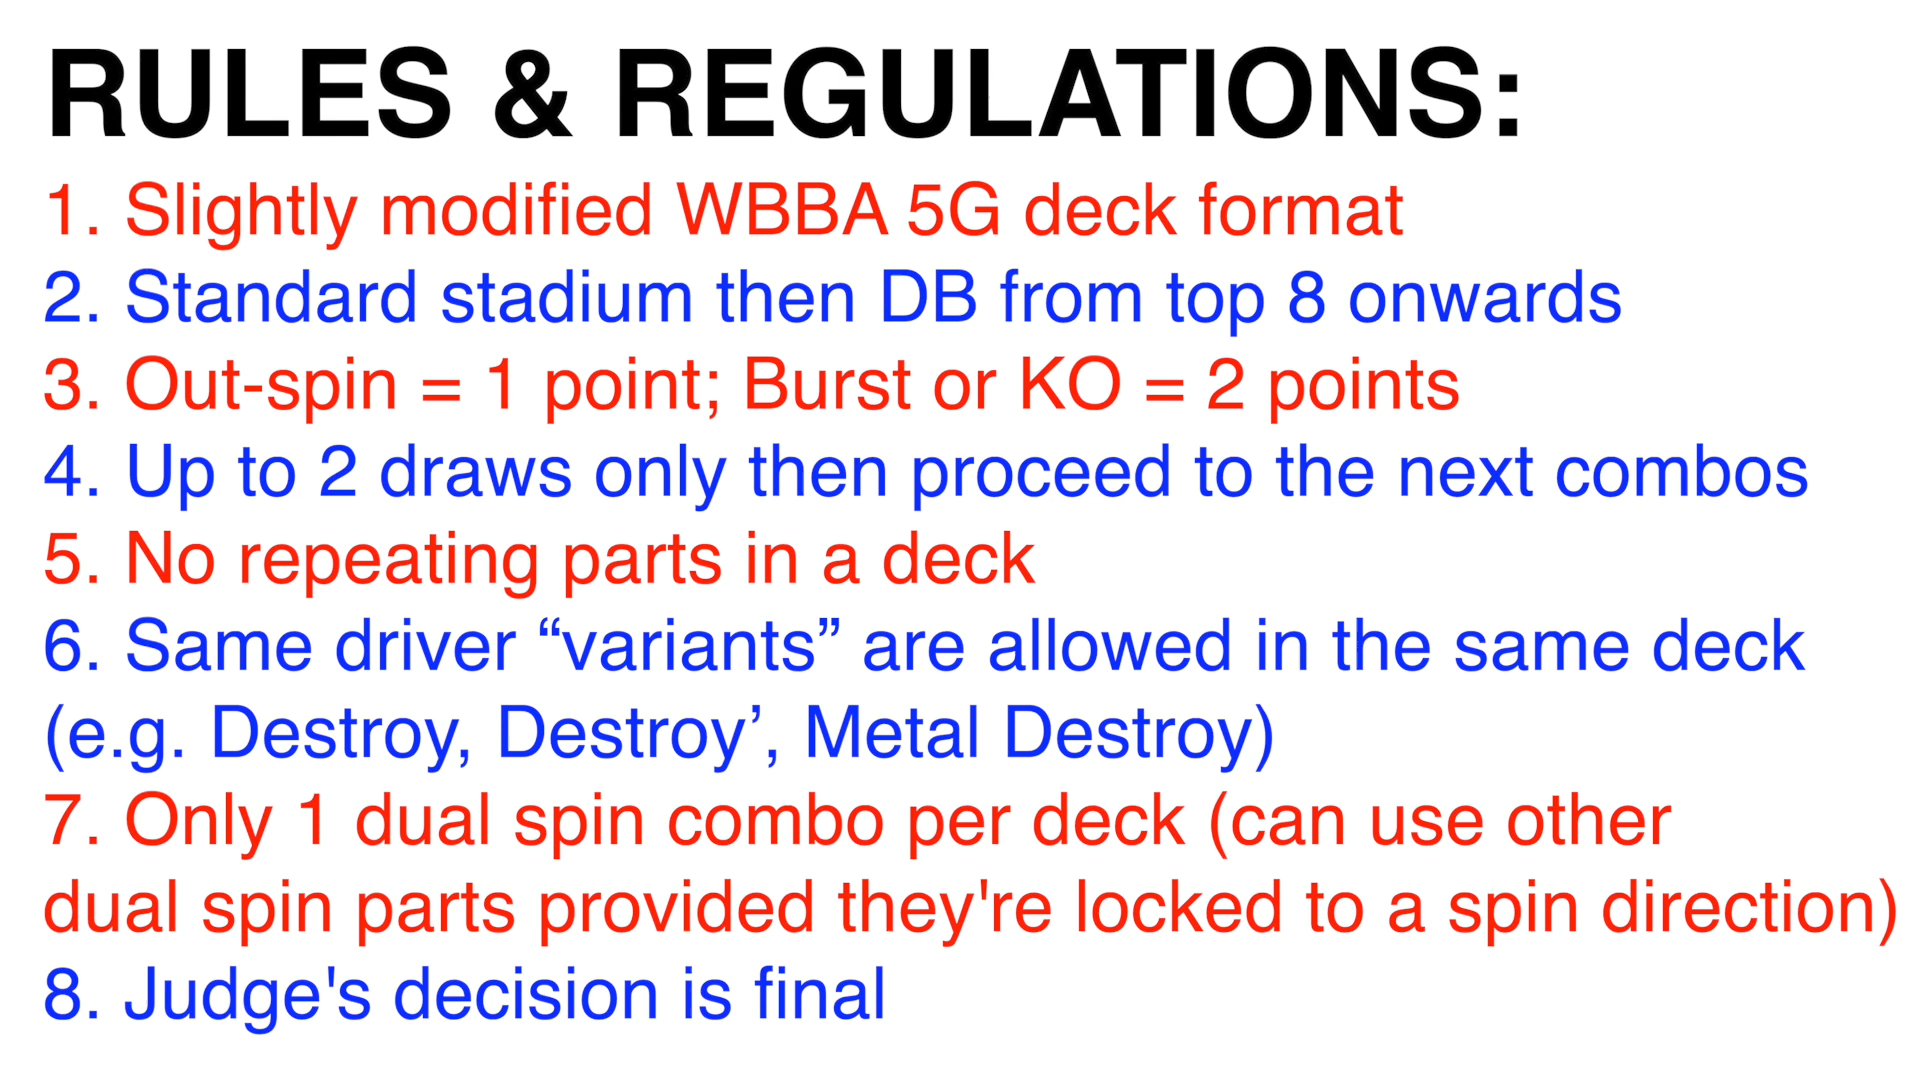 RULES & REGULATIONS:
1. Slightly modified WBBA 5G deck format
2. Standard stadium then DB from top 8 onwards
3. Out-spin = 1 point; Burst or KO = 2 points
4. Up to 2 draws only then proceed to the next combos
5. No repeating parts in a deck
6. Same driver “variants” are allowed in the same deck
(e.g. Destroy, Destroy’, Metal Destroy)
7. Only 1 dual spin combo per deck (can use other
dual spin parts provided they're locked to a spin direction)
8. Judge's decision is final